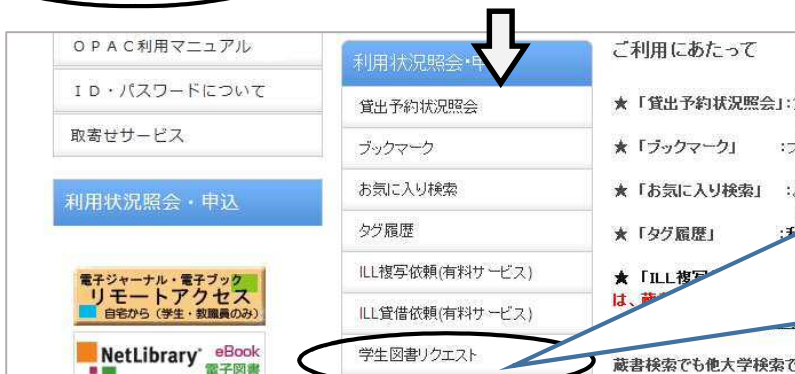 OPAC利用マニュアル
ID・パスワードについて
取寄せサービス
利用状況照会・申込
電子ジャーナル・電子ブック
リモートアクセス
自宅から（学生・教職員のみ）
NetLibrary eBook
電子図書
利用状況照会・申
貸出予約状況照会
ブックマーク
お気に入り検索
タグ履歴
ILL複写依頼(有料サービス)
ILL貸借依頼(有料サービス)
学生図書リクエスト
ご利用にあたって
★「貸出予約状況照会」:
★「ブックマーク」 :
★「お気に入り検索」 :
★「タグ履歴」 :
★「ILL複写
は、蔵
蔵書検索でも他大学検索で